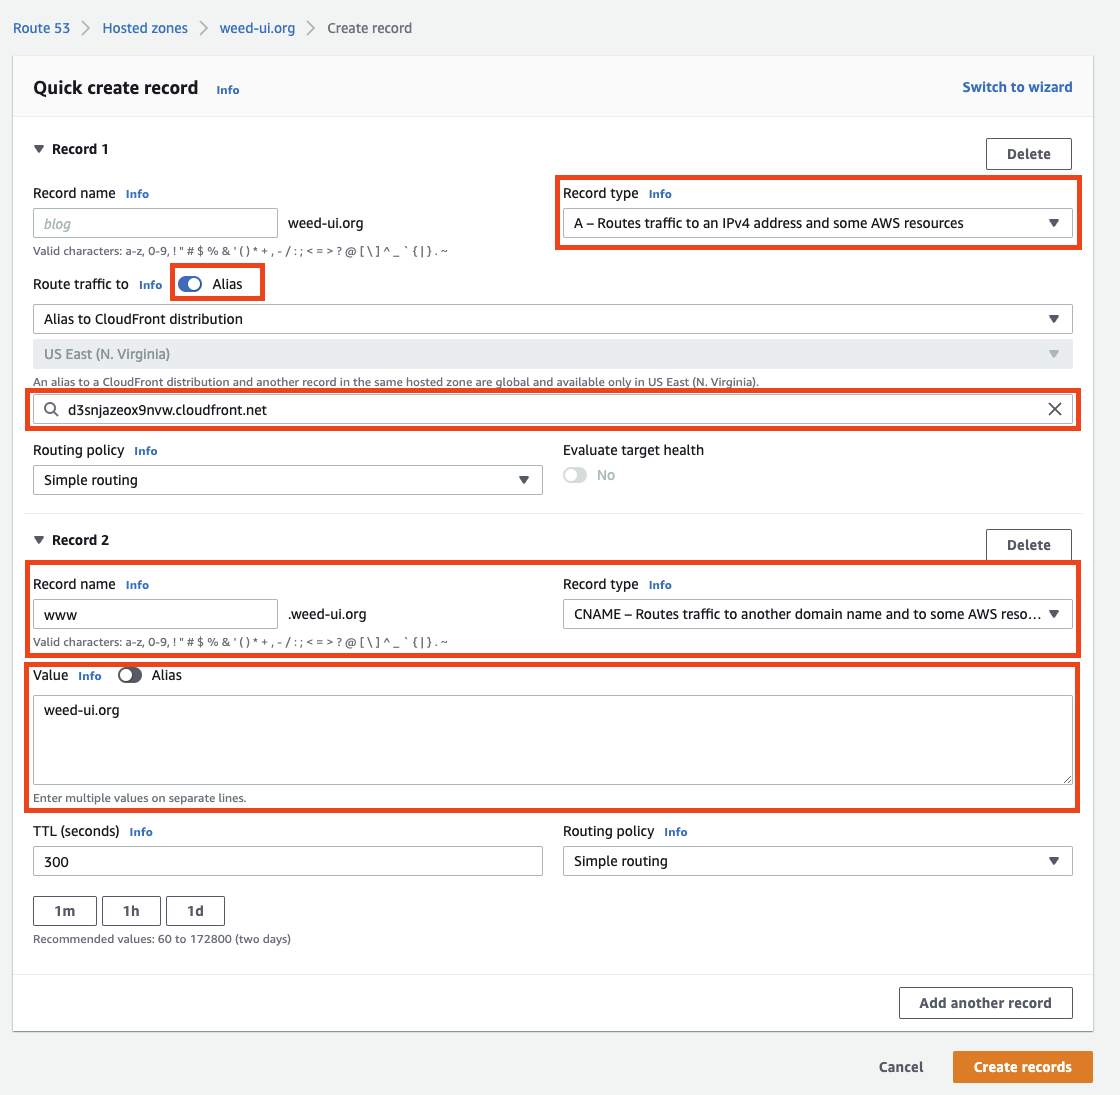 Route 53 > Hosted zones > weed-ui.org > Create record
Quick create record Info
Switch to wizard
Record 1
Delete
Record name Info
blog
weed-ui.org
Valid characters: a-z, 0-9, ! " # $ % & ' ( ) * + , - / : ; < = > ? @ [ \ ] ^ _ ` { | } . ~
Record type Info
A – Routes traffic to an IPv4 address and some AWS resources
Route traffic to Info Alias
Alias to CloudFront distribution
US East (N. Virginia)
An alias to a CloudFront distribution and another record in the same hosted zone are global and available only in US East (N. Virginia).
d3snjazeox9nvw.cloudfront.net
Routing policy Info
Simple routing
Evaluate target health
No
Record 2
Delete
Record name Info
www
.weed-ui.org
Valid characters: a-z, 0-9, ! " # $ % & ' ( ) * + , - / : ; < = > ? @ [ \ ] ^ _ ` { | } . ~
Record type Info
CNAME – Routes traffic to another domain name and to some AWS reso...
Value Info Alias
weed-ui.org
Enter multiple values on separate lines.
TTL (seconds) Info
300
1m 1h 1d
Recommended values: 60 to 172800 (two days)
Routing policy Info
Simple routing
Add another record
Cancel
Create records